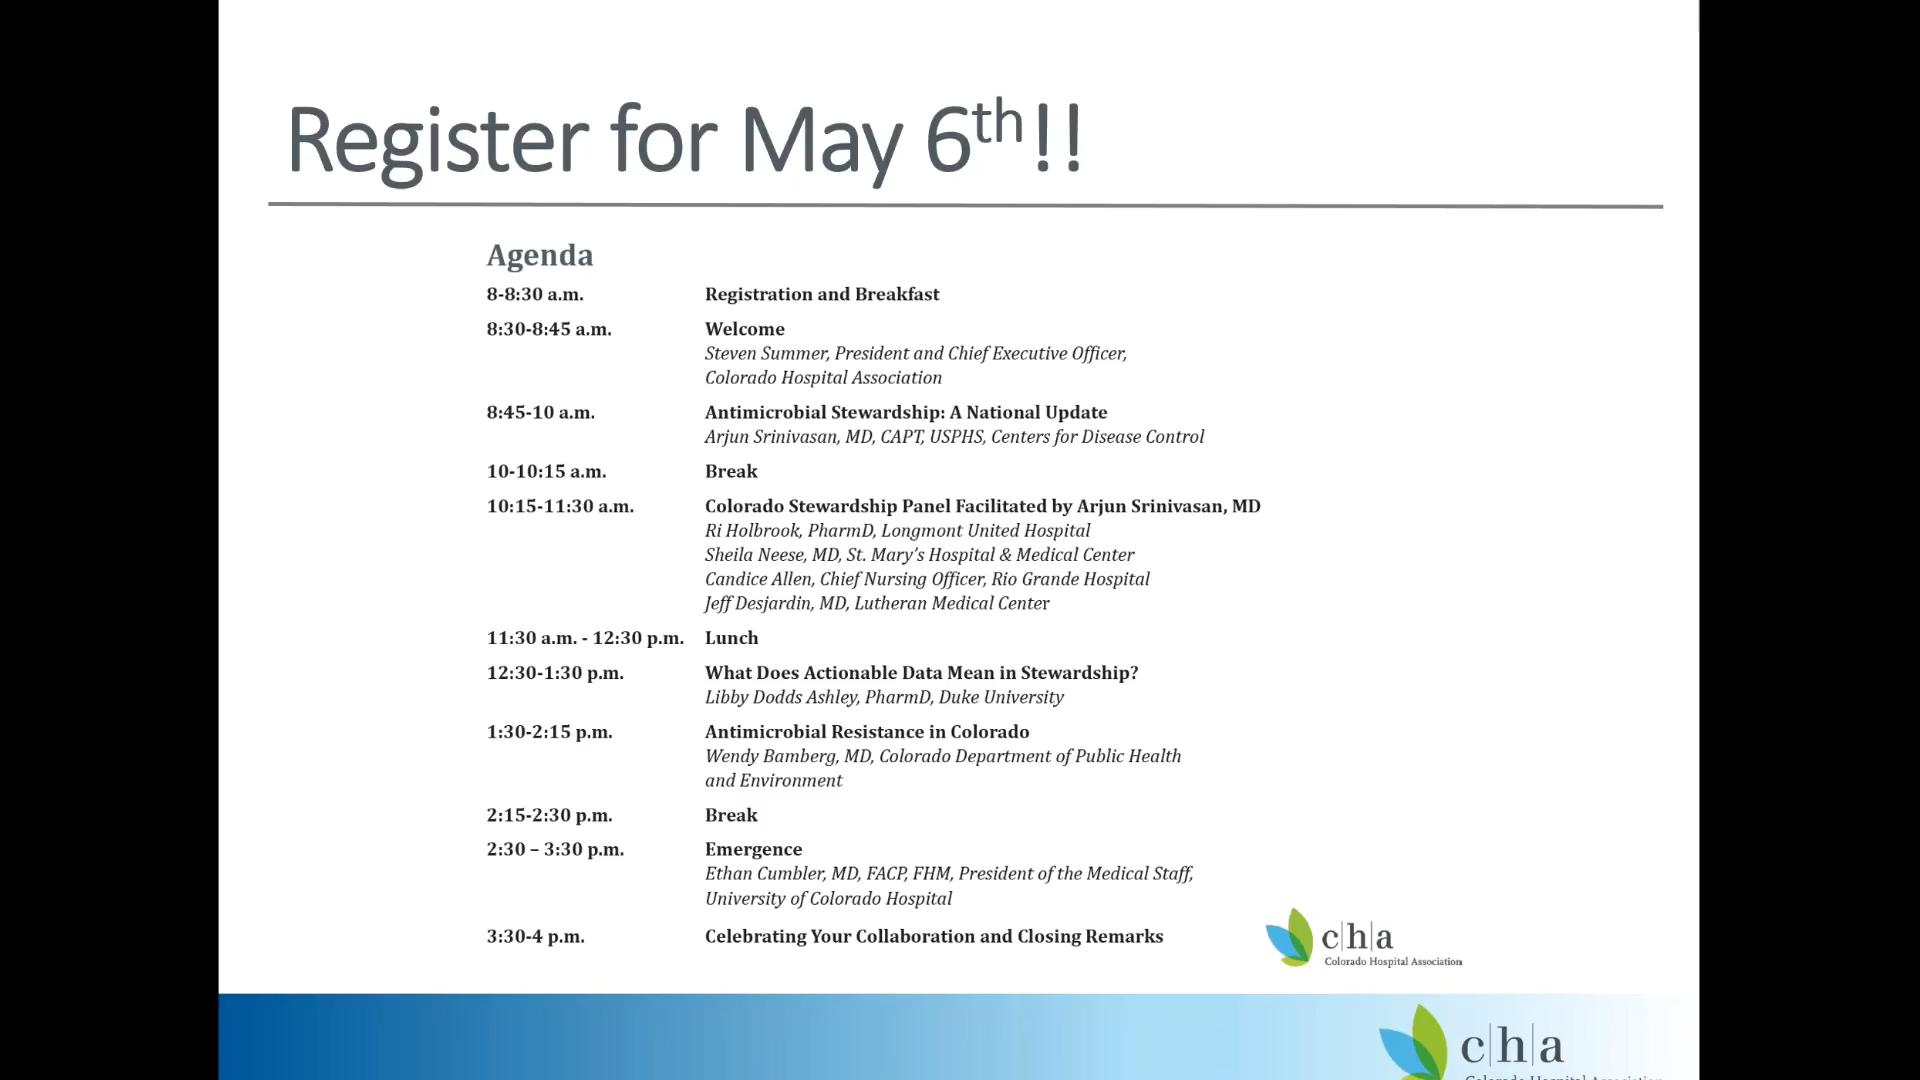 Register for May 6th!!
Agenda
8-8:30 a.m. Registration and Breakfast
8:30-8:45 a.m. Welcome
Steven Summer, President and Chief Executive Officer,
Colorado Hospital Association
8:45-10 a.m. Antimicrobial Stewardship: A National Update
Arjun Srinivasan, MD, CAPT, USPHS, Centers for Disease Control
10-10:15 a.m. Break
10:15-11:30 a.m. Colorado Stewardship Panel Facilitated by Arjun Srinivasan, MD
Ri Holbrook, PharmD, Longmont United Hospital
Sheila Neese, MD, St. Mary's Hospital & Medical Center
Candice Allen, Chief Nursing Officer, Rio Grande Hospital
Jeff Desjardin, MD, Lutheran Medical Center
11:30 a.m. - 12:30 p.m. Lunch
12:30-1:30 p.m. What Does Actionable Data Mean in Stewardship?
Libby Dodds Ashley, PharmD, Duke University
1:30-2:15 p.m. Antimicrobial Resistance in Colorado
Wendy Bamberg, MD, Colorado Department of Public Health
and Environment
2:15-2:30 p.m. Break
2:30 – 3:30 p.m. Emergence
Ethan Cumbler, MD, FACP, FHM, President of the Medical Staff,
University of Colorado Hospital
3:30-4 p.m. Celebrating Your Collaboration and Closing Remarks
c|h|a
Colorado Hospital Association
c|h|a
Colorado Hospital Association